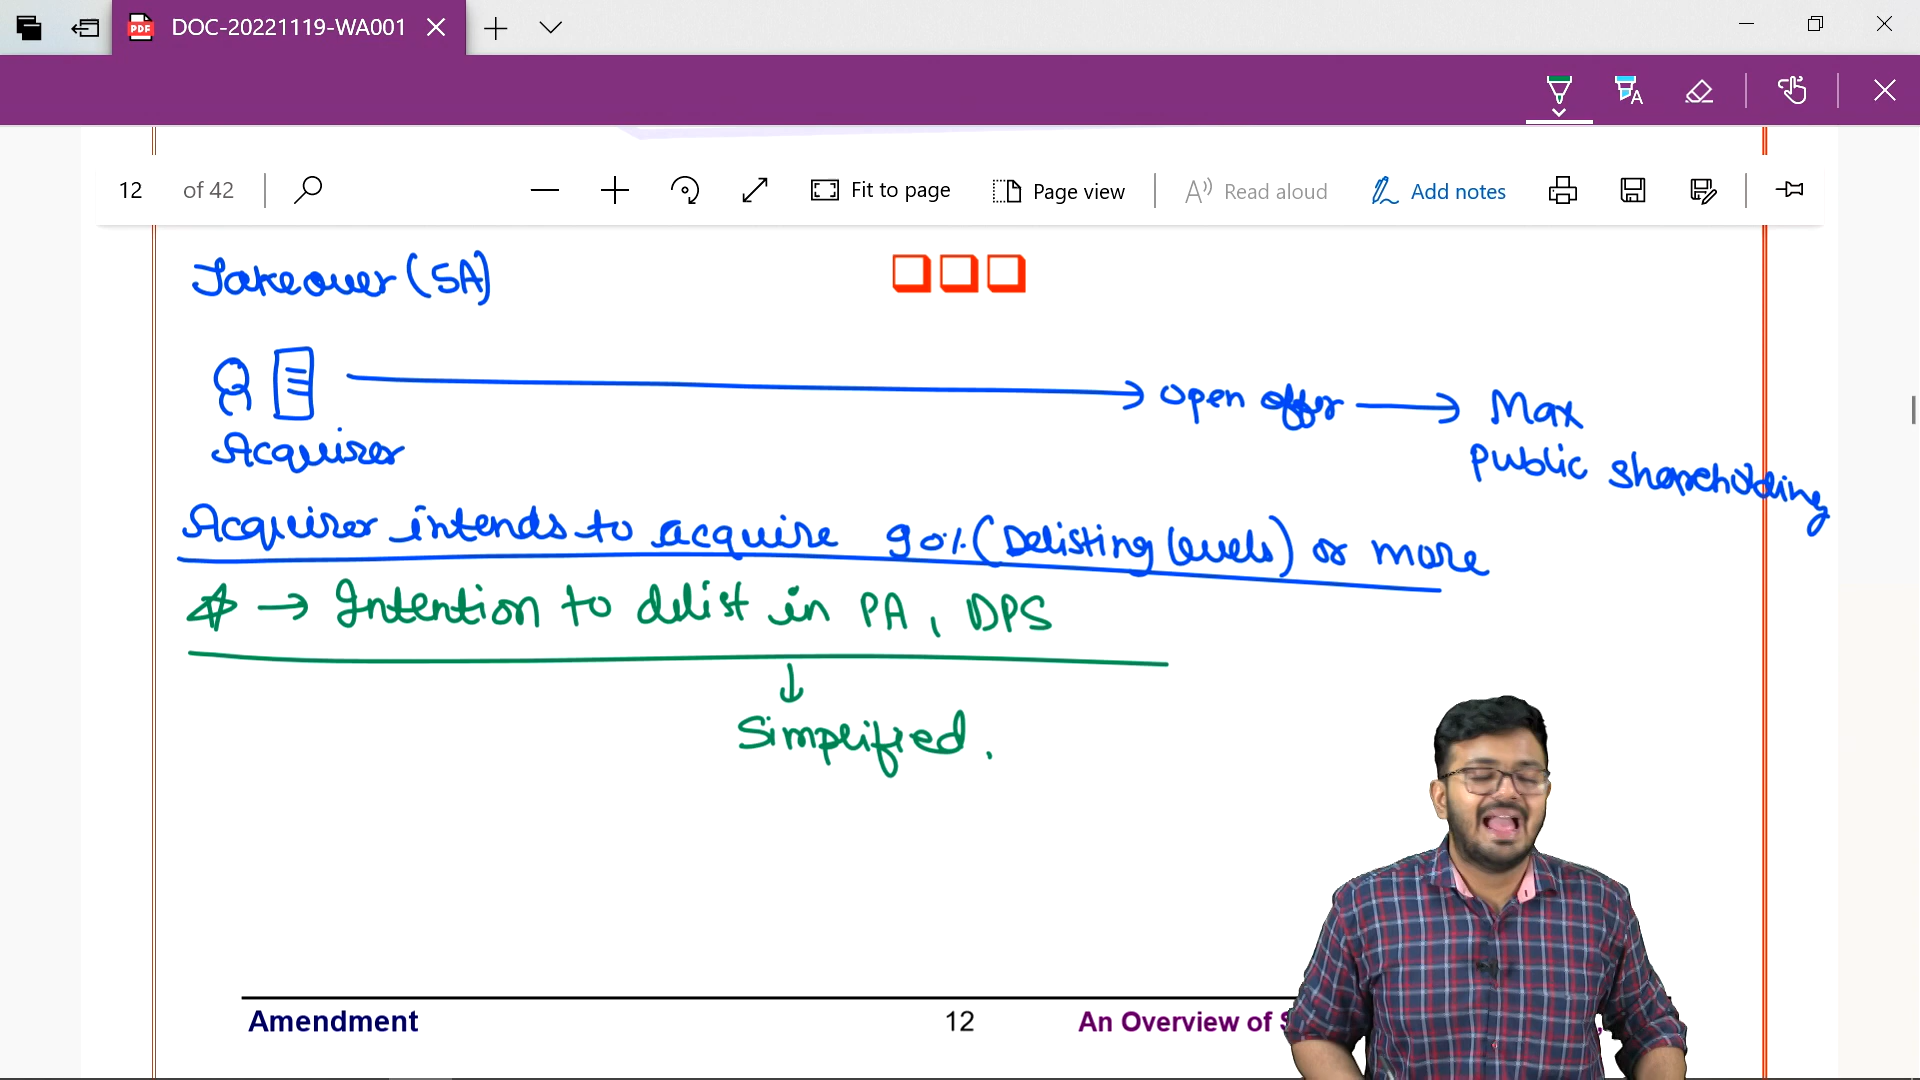 DOC-20221119-WA001
12 of 42 Fit to page Page view Read aloud Add notes
Takeover (SA)
Open offer → Max
Public Shareholding
Acquirer
Acquirer intends to acquire 90% (Delisting levels) or more
→ Intention to delist in PA, DPS
↓
Simplified.
Amendment 12 An Overview of